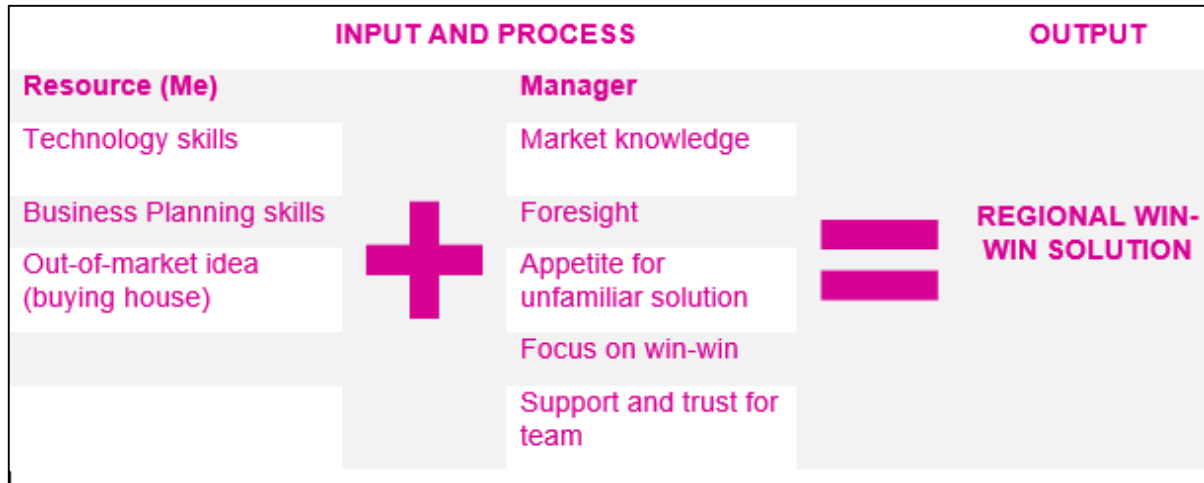 INPUT AND PROCESS OUTPUT
Resource (Me) Manager
Technology skills Market knowledge
Business Planning skills Foresight
Out-of-market idea
(buying house)
Appetite for
unfamiliar solution
Focus on win-win
Support and trust for
team
REGIONAL WIN-
WIN SOLUTION